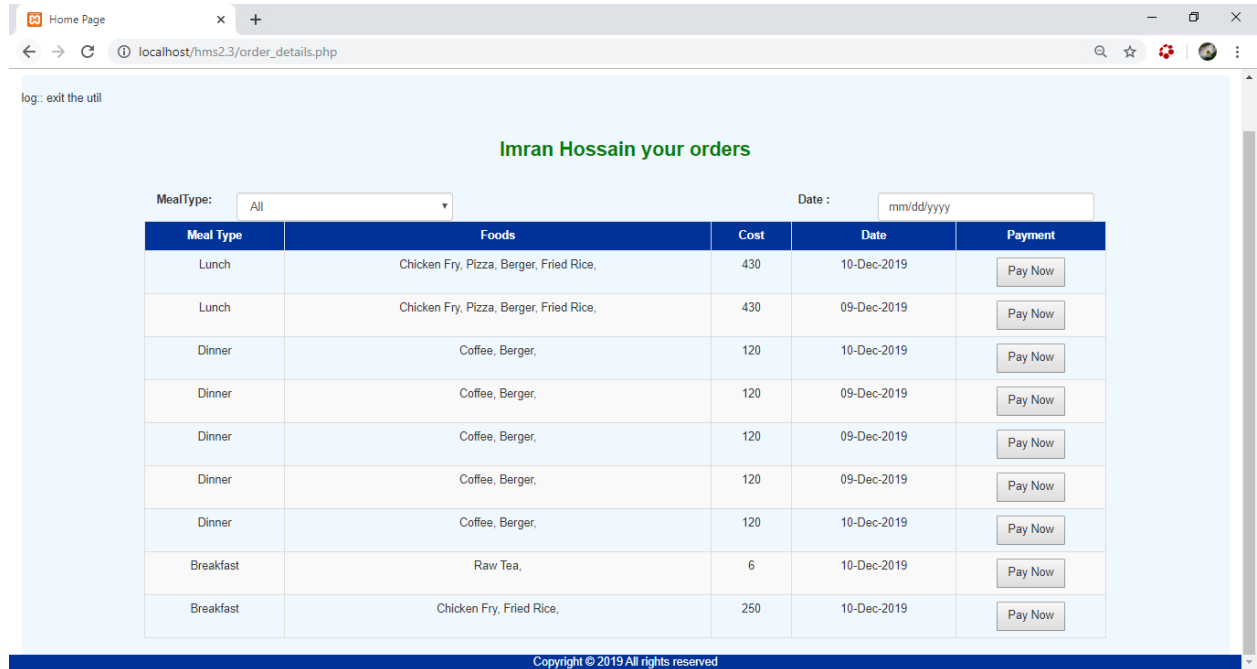 Home Page
localhost/hms2.3/order_details.php
log:: exit the util
Imran Hossain your orders
MealType: All Date : mm/dd/yyyy
Meal Type Foods Cost Date Payment
Lunch Chicken Fry, Pizza, Berger, Fried Rice, 430 10-Dec-2019 Pay Now
Lunch Chicken Fry, Pizza, Berger, Fried Rice, 430 09-Dec-2019 Pay Now
Dinner Coffee, Berger, 120 10-Dec-2019 Pay Now
Dinner Coffee, Berger, 120 09-Dec-2019 Pay Now
Dinner Coffee, Berger, 120 09-Dec-2019 Pay Now
Dinner Coffee, Berger, 120 09-Dec-2019 Pay Now
Dinner Coffee, Berger, 120 10-Dec-2019 Pay Now
Breakfast Raw Tea, 6 10-Dec-2019 Pay Now
Breakfast Chicken Fry, Fried Rice, 250 10-Dec-2019 Pay Now
Copyright © 2019 All rights reserved